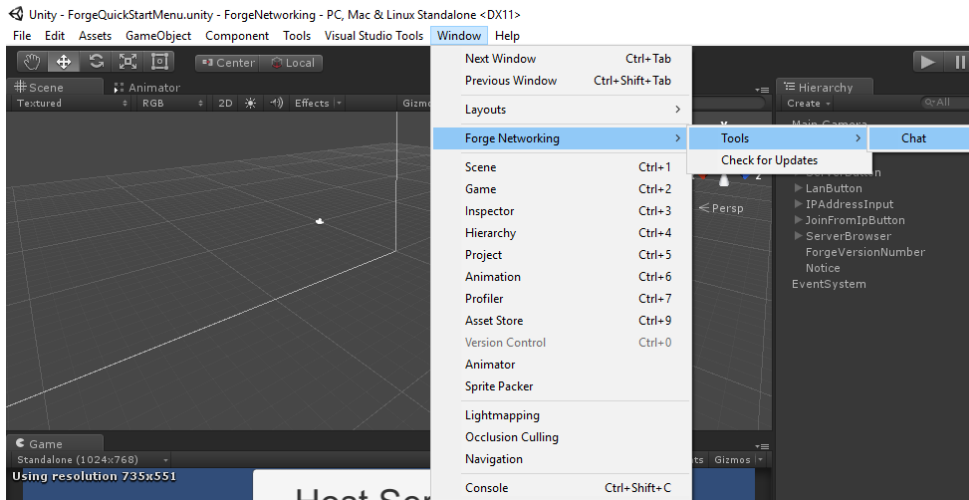 Unity - ForgeQuickStartMenu.unity - ForgeNetworking - PC, Mac & Linux Standalone <DX11>
File Edit Assets GameObject Component Tools Visual Studio Tools Window Help
Center Local
Scene Animator
Textured RGB 2D Effects Gizmo
Next Window Ctrl+Tab
Previous Window Ctrl+Shift+Tab
Layouts
Forge Networking
Scene Ctrl+1
Game Ctrl+2
Inspector Ctrl+3
Hierarchy Ctrl+4
Project Ctrl+5
Animation Ctrl+6
Profiler Ctrl+7
Asset Store Ctrl+9
Version Control Ctrl+0
Animator
Sprite Packer
Lightmapping
Occlusion Culling
Navigation
Console Ctrl+Shift+C
Tools
Check for Updates
Chat
z
Persp
Hierarchy
Create All
Main Camera
LanButton
IPAddressInput
JoinFromIpButton
ServerBrowser
ForgeVersionNumber
Notice
EventSystem
Game
Standalone (1024x768) ts Gizmos
Using resolution 735x551
Host Ser